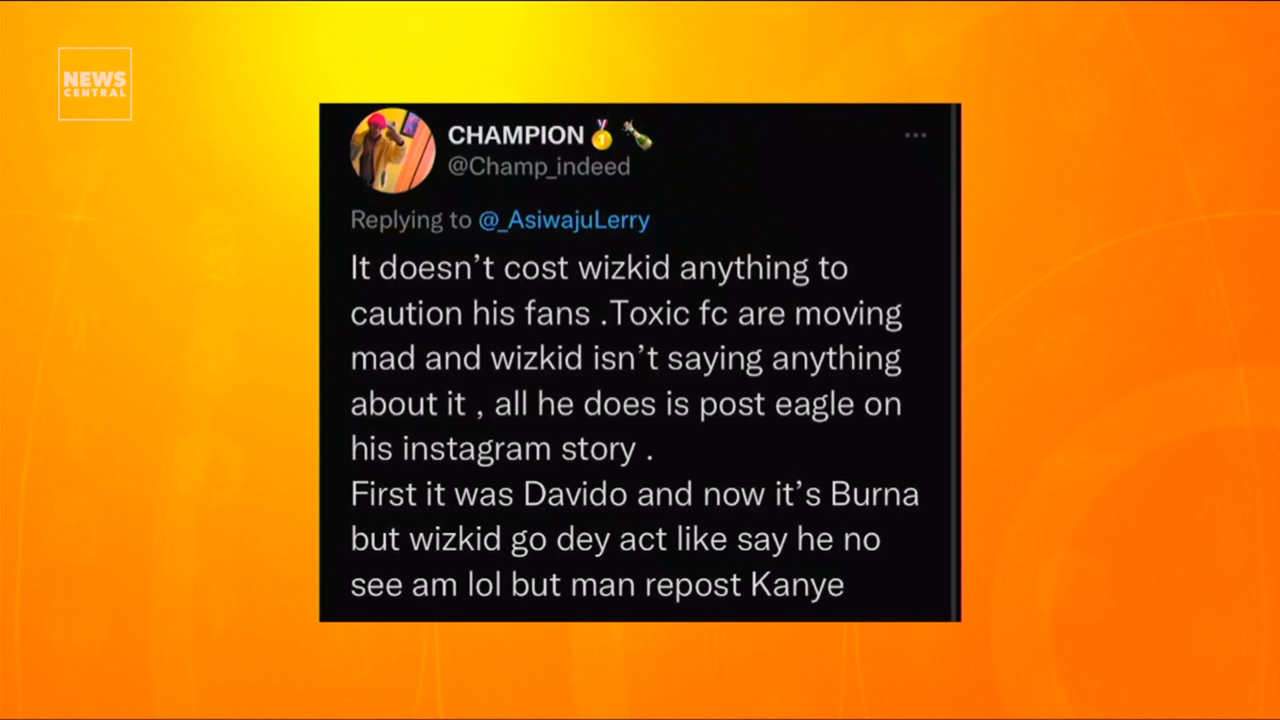 NEWS
CENTRAL
CHAMPION🥇🍾
@Champ_indeed
Replying to @_AsiwajuLerry
It doesn’t cost wizkid anything to
caution his fans .Toxic fc are moving
mad and wizkid isn’t saying anything
about it , all he does is post eagle on
his instagram story .
First it was Davido and now it’s Burna
but wizkid go dey act like say he no
see am lol but man repost Kanye